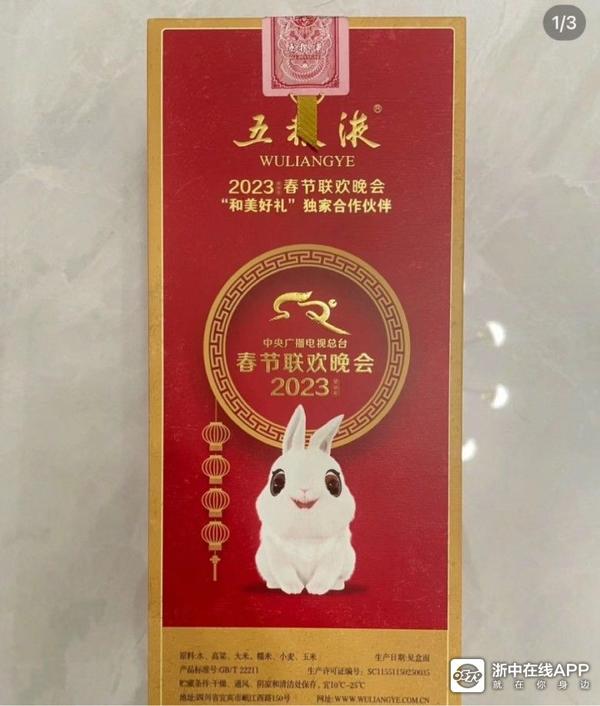 1/3
五粮液®
WULIANGYE
2023 春节联欢晚会
“和美好礼” 独家合作伙伴
中央广播电视总台
春节联欢晚会
2023
原料:水、高粱、大米、糯米、小麦、玉米 生产日期:见盒面
产品标准号:GB/T 22211 生产许可证编号: SC11551150250035
贮藏条件:干燥、通风、阴凉和清洁处保存，宜10℃-25℃
地址:四川省宜宾市岷江西路150号 网址: WWW.WULIANGYE.COM.CN
浙中在线APP
就在你身边